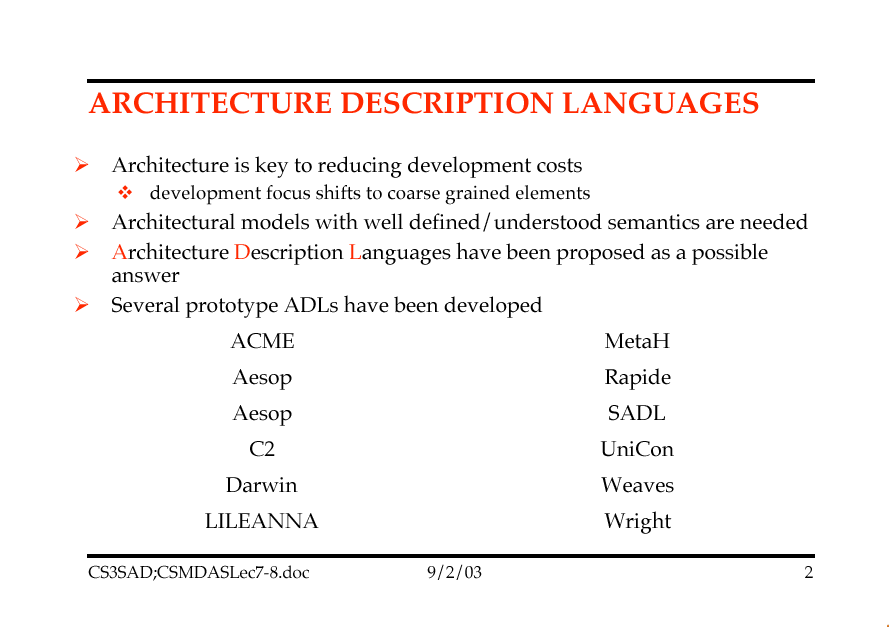 ARCHITECTURE DESCRIPTION LANGUAGES
Architecture is key to reducing development costs
development focus shifts to coarse grained elements
Architectural models with well defined/understood semantics are needed
Architecture Description Languages have been proposed as a possible
answer
Several prototype ADLs have been developed
ACME MetaH
Aesop Rapide
Aesop SADL
C2 UniCon
Darwin Weaves
LILEANNA Wright
CS3SAD;CSMDASLec7-8.doc 9/2/03 2